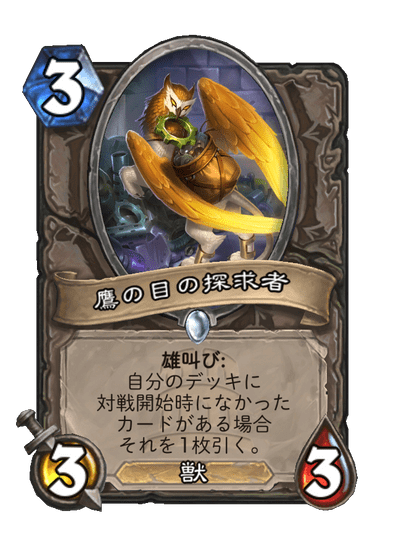 3
鷹の目の探求者
雄叫び:
自分のデッキに
対戦開始時になかった
カードがある場合
それを1枚引く。
3
獣
3